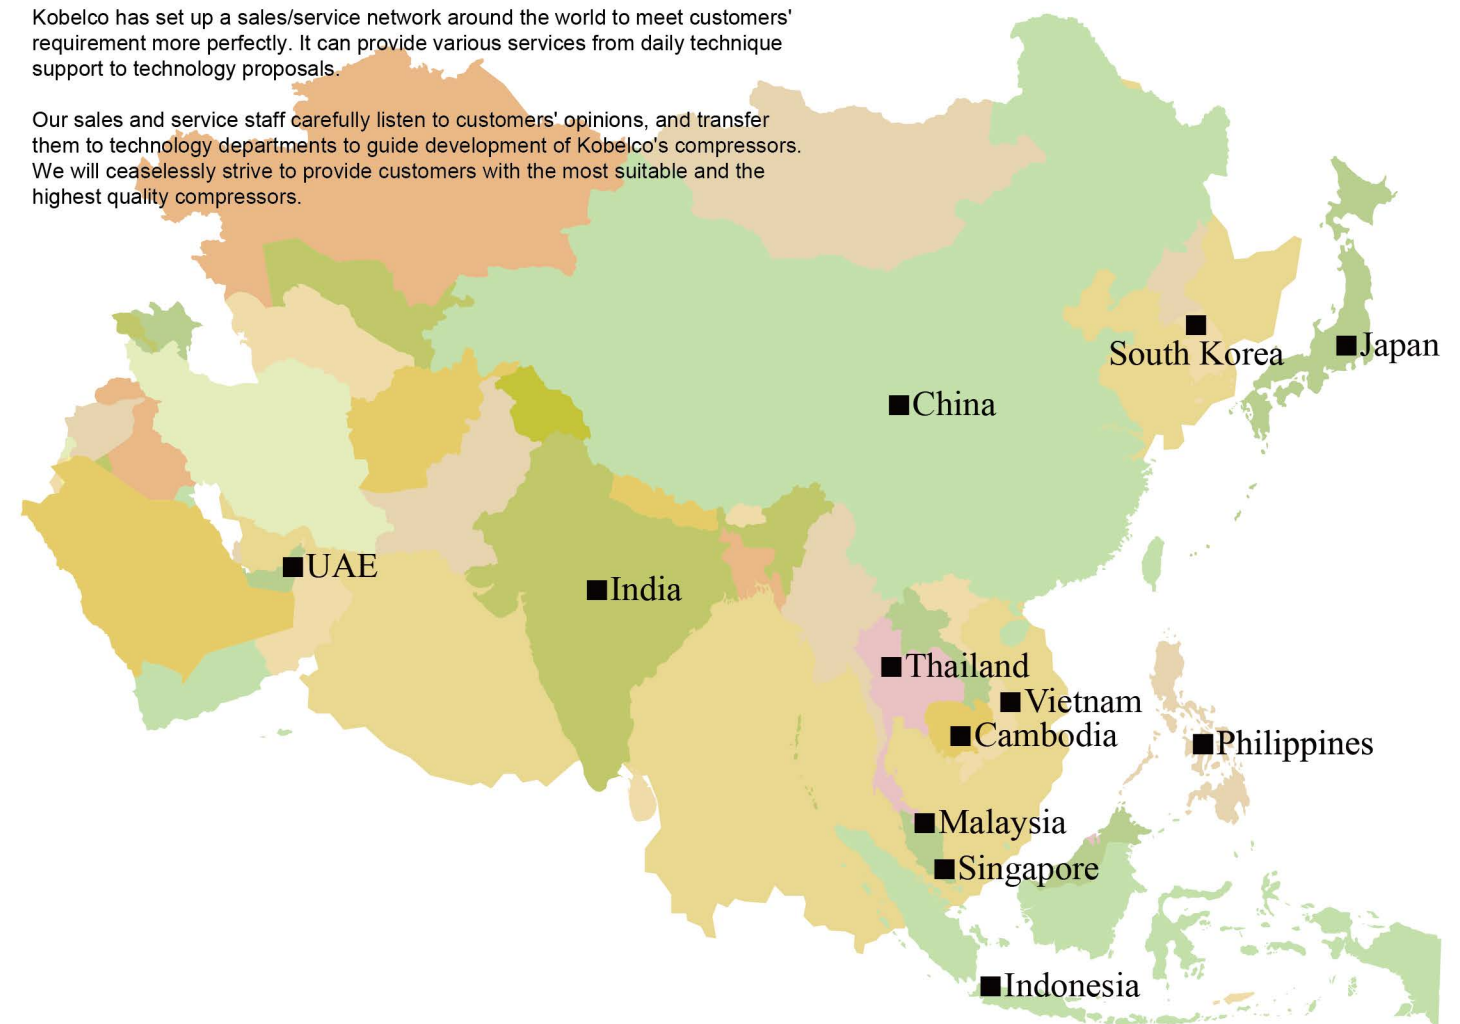 Kobelco has set up a sales/service network around the world to meet customers'
requirement more perfectly. It can provide various services from daily technique
support to technology proposals.
Our sales and service staff carefully listen to customers' opinions, and transfer
them to technology departments to guide development of Kobelco's compressors.
We will ceaselessly strive to provide customers with the most suitable and the
highest quality compressors.
South Korea
Japan
China
UAE
India
Thailand
Vietnam
Cambodia
Philippines
Malaysia
Singapore
Indonesia